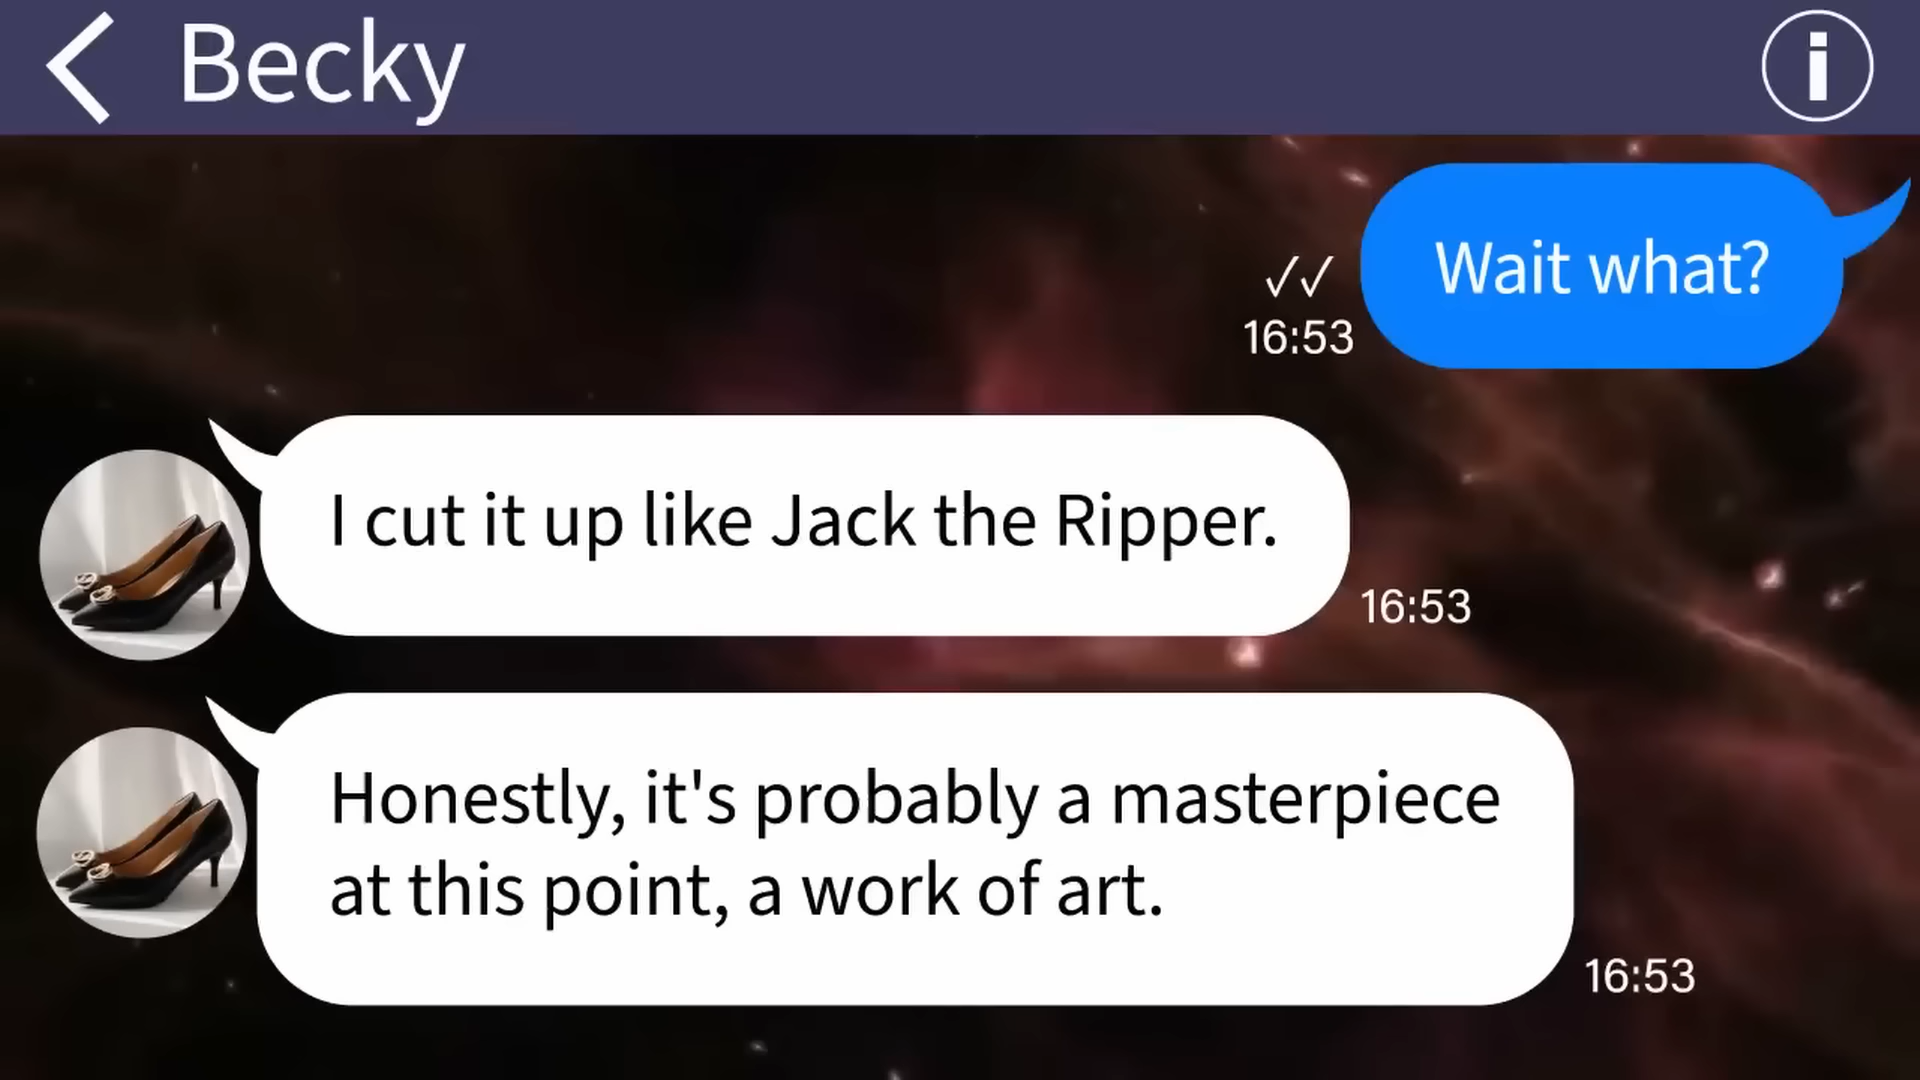 Becky
Wait what?
✓✓
16:53
I cut it up like Jack the Ripper.
16:53
Honestly, it's probably a masterpiece
at this point, a work of art.
16:53